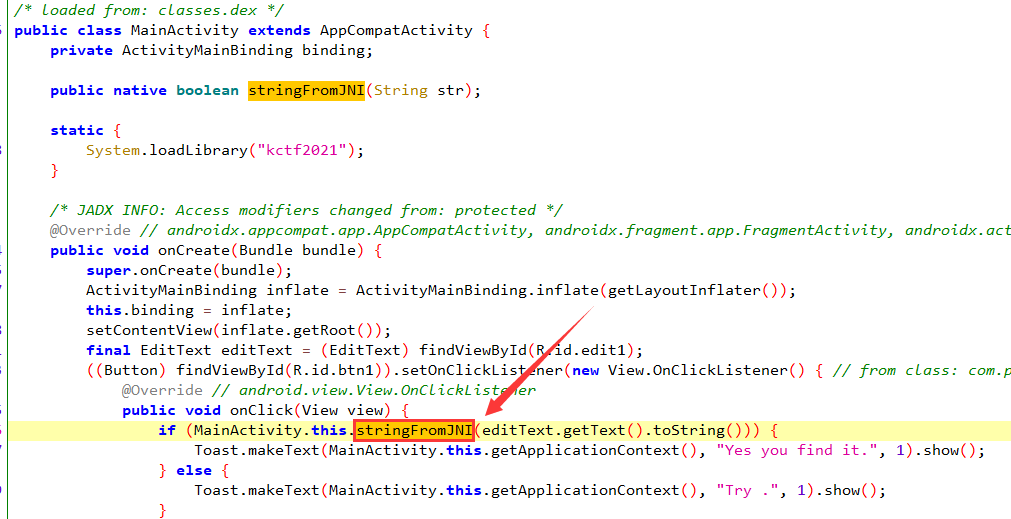 /* loaded from: classes.dex */
public class MainActivity extends AppCompatActivity {
private ActivityMainBinding binding;
public native boolean stringFromJNI(String str);
static {
System.loadLibrary("kctf2021");
}
/* JADX INFO: Access modifiers changed from: protected */
@Override // androidx.appcompat.app.AppCompatActivity, androidx.fragment.app.FragmentActivity, androidx.act
public void onCreate(Bundle bundle) {
super.onCreate(bundle);
ActivityMainBinding inflate = ActivityMainBinding.inflate(getLayoutInflater());
this.binding = inflate;
setContentView(inflate.getRoot());
final EditText editText = (EditText) findViewById(R.id.edit1);
((Button) findViewById(R.id.btn1)).setOnClickListener(new View.OnClickListener() { // from class: com.p
@Override // android.view.View.OnClickListener
public void onClick(View view) {
if (MainActivity.this.stringFromJNI(editText.getText().toString())) {
Toast.makeText(MainActivity.this.getApplicationContext(), "Yes you find it.", 1).show();
} else {
Toast.makeText(MainActivity.this.getApplicationContext(), "Try .", 1).show();
}